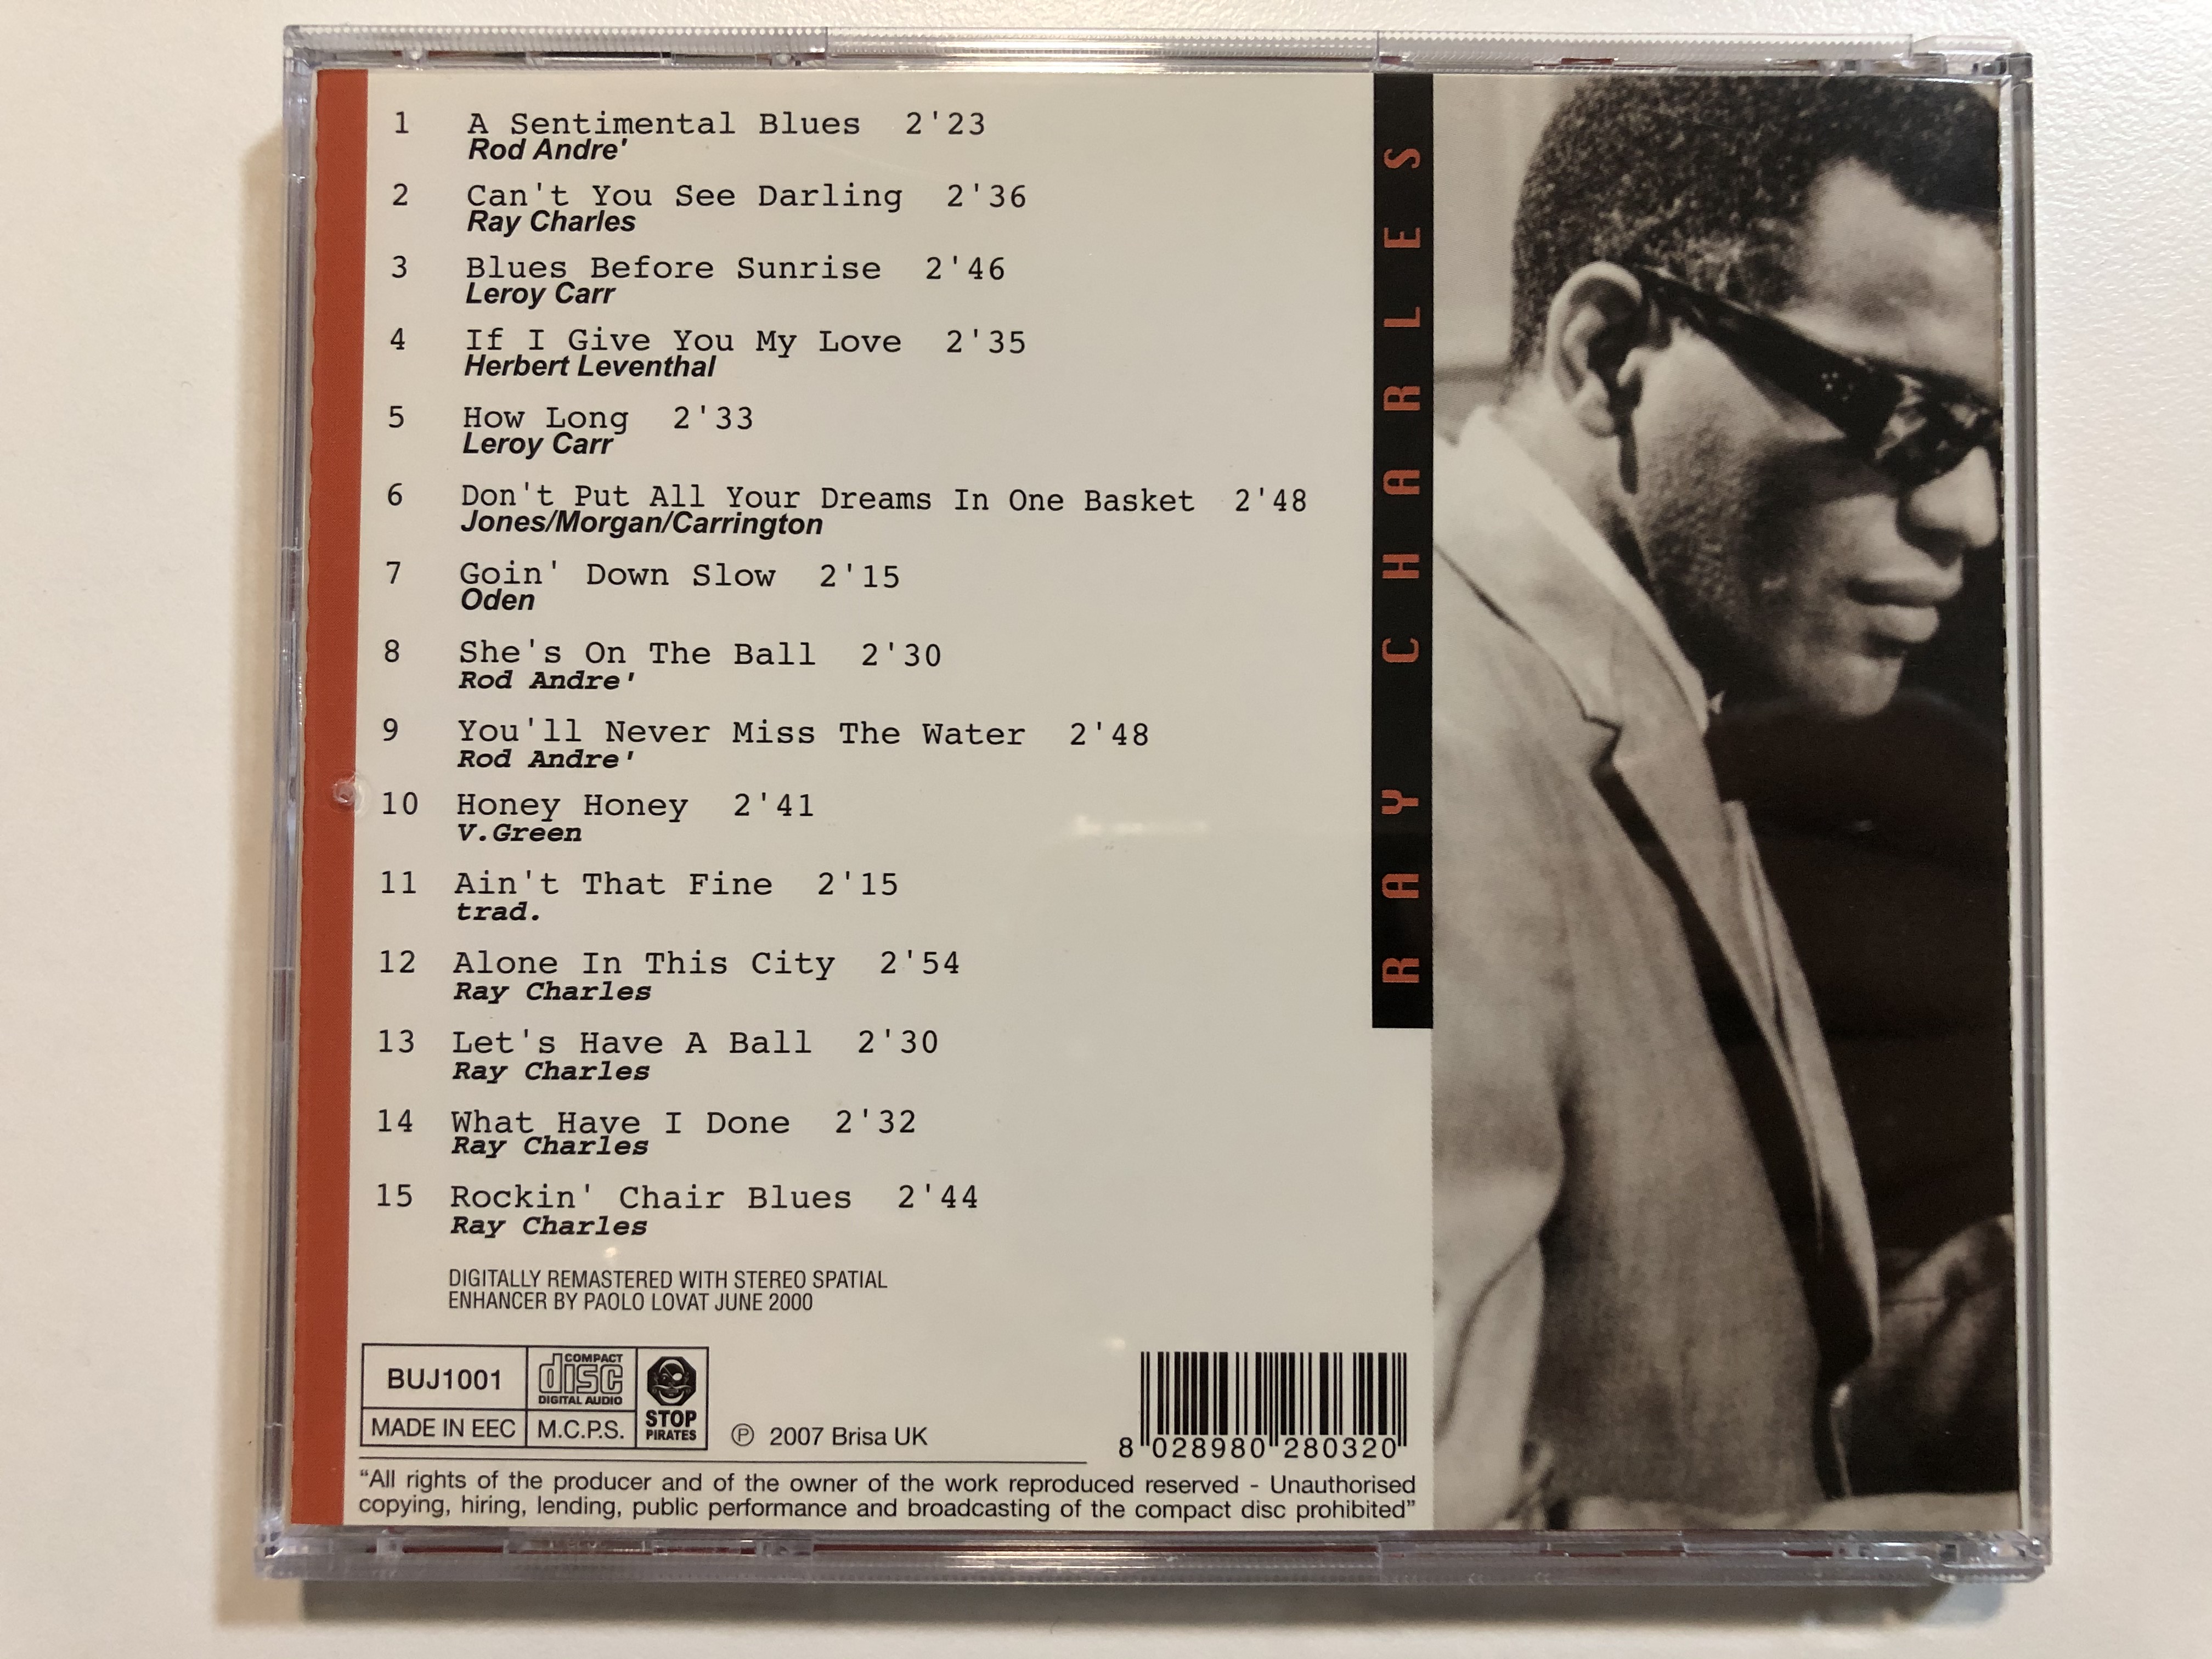 1 A Sentimental Blues 2'23
Rod Andre'
2 Can't You See Darling 2'36
Ray Charles
3 Blues Before Sunrise 2'46
Leroy Carr
4 If I Give You My Love 2'35
Herbert Leventhal
5 How Long 2'33
Leroy Carr
6 Don't Put All Your Dreams In One Basket 2'48
Jones/Morgan/Carrington
7 Goin' Down Slow 2'15
Oden
8 She's On The Ball 2'30
Rod Andre'
9 You'll Never Miss The Water 2'48
Rod Andre'
10 Honey Honey 2'41
V.Green
11 Ain't That Fine 2'15
trad.
12 Alone In This City 2'54
Ray Charles
13 Let's Have A Ball 2'30
Ray Charles
14 What Have I Done 2'32
Ray Charles
15 Rockin' Chair Blues 2'44
Ray Charles
DIGITALLY REMASTERED WITH STEREO SPATIAL
ENHANCER BY PAOLO LOVAT JUNE 2000
BUJ1001
COMPACT
disc
DIGITAL AUDIO
MADE IN EEC
M.C.P.S.
STOP
PIRATES
℗ 2007 Brisa UK
8 028980 280320
“All rights of the producer and of the owner of the work reproduced reserved - Unauthorised
copying, hiring, lending, public performance and broadcasting of the compact disc prohibited”
RAY CHARLES